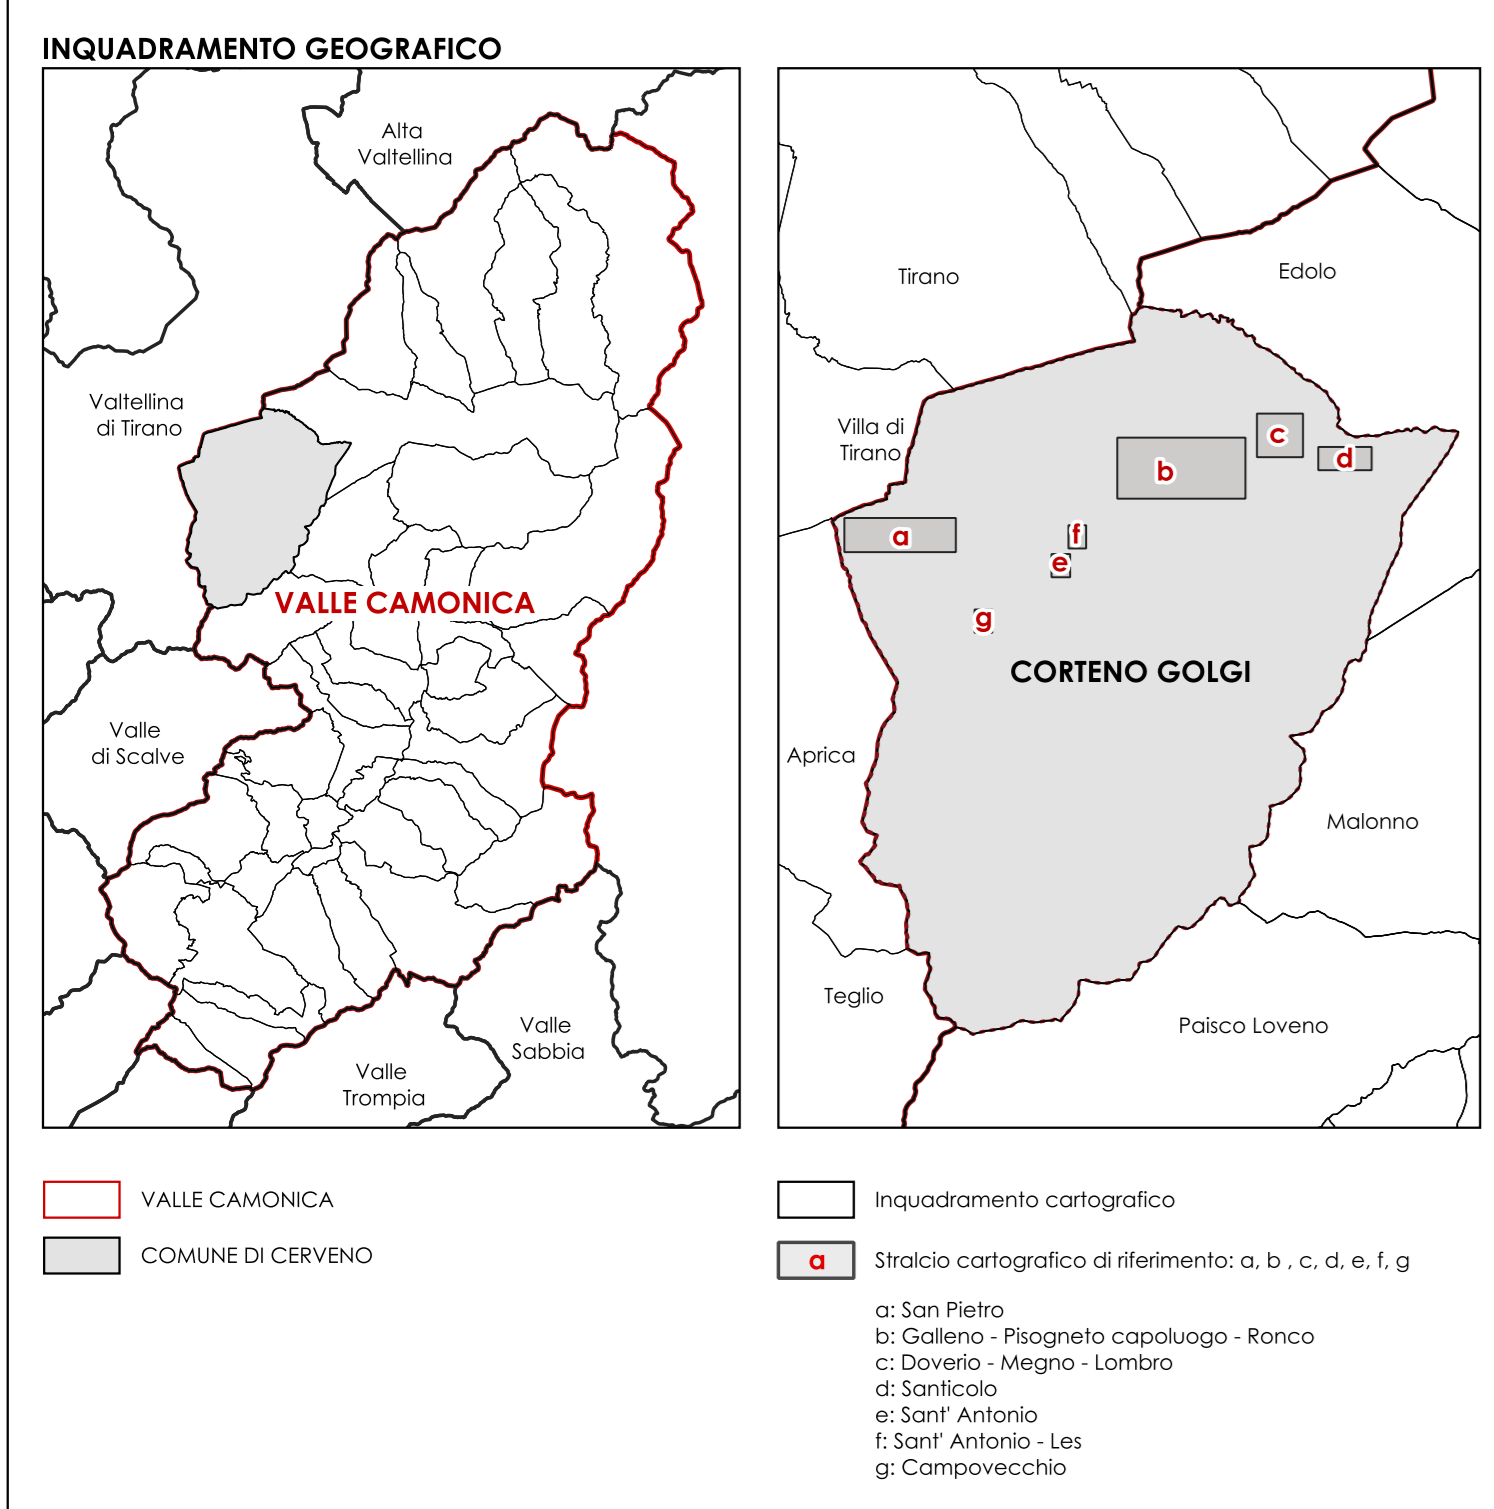 INQUADRAMENTO GEOGRAFICO
Alta
Valtellina
Valtellina
di Tirano
VALLE CAMONICA
Valle
di Scalve
Valle
Sabbia
Valle
Trompia
Tirano
Edolo
Villa di
Tirano
c
b
d
a
f
e
g
CORTENO GOLGI
Aprica
Malonno
Teglio
Paisco Loveno
VALLE CAMONICA
COMUNE DI CERVENO
Inquadramento cartografico
a
Stralcio cartografico di riferimento: a, b , c, d, e, f, g
a: San Pietro
b: Galleno - Pisogneto capoluogo - Ronco
c: Doverio - Megno - Lombro
d: Santicolo
e: Sant' Antonio
f: Sant' Antonio - Les
g: Campovecchio